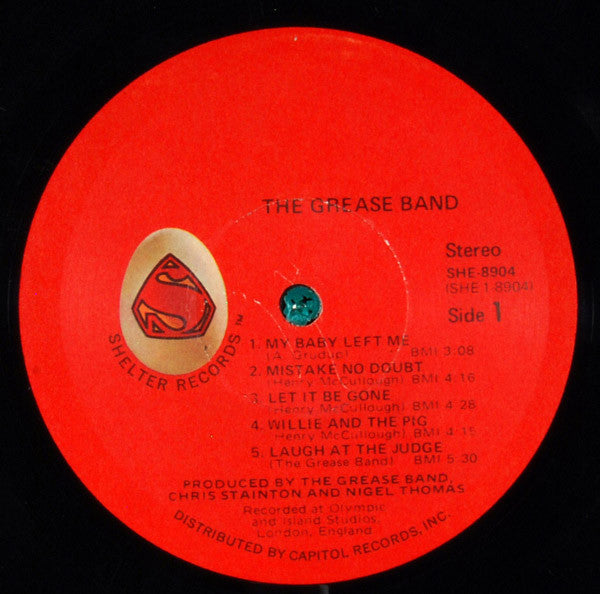 THE GREASE BAND
Stereo
SHE-8904
(SHE 1 8904)
Side 1
SHELTER RECORDS™
1. MY BABY LEFT ME
(A. Crudup) BMI 3:08
2. MISTAKE NO DOUBT
(Henry McCullough) BMI 4:16
3. LET IT BE GONE
(Henry McCullough) BMI 4:28
4. WILLIE AND THE PIG
(Henry McCullough) BMI 4:15
5. LAUGH AT THE JUDGE
(The Grease Band) BMI 5:30
PRODUCED BY THE GREASE BAND,
CHRIS STAINTON AND NIGEL THOMAS
Recorded at Olympic
and Island Studios,
London, England
DISTRIBUTED BY CAPITOL RECORDS, INC.